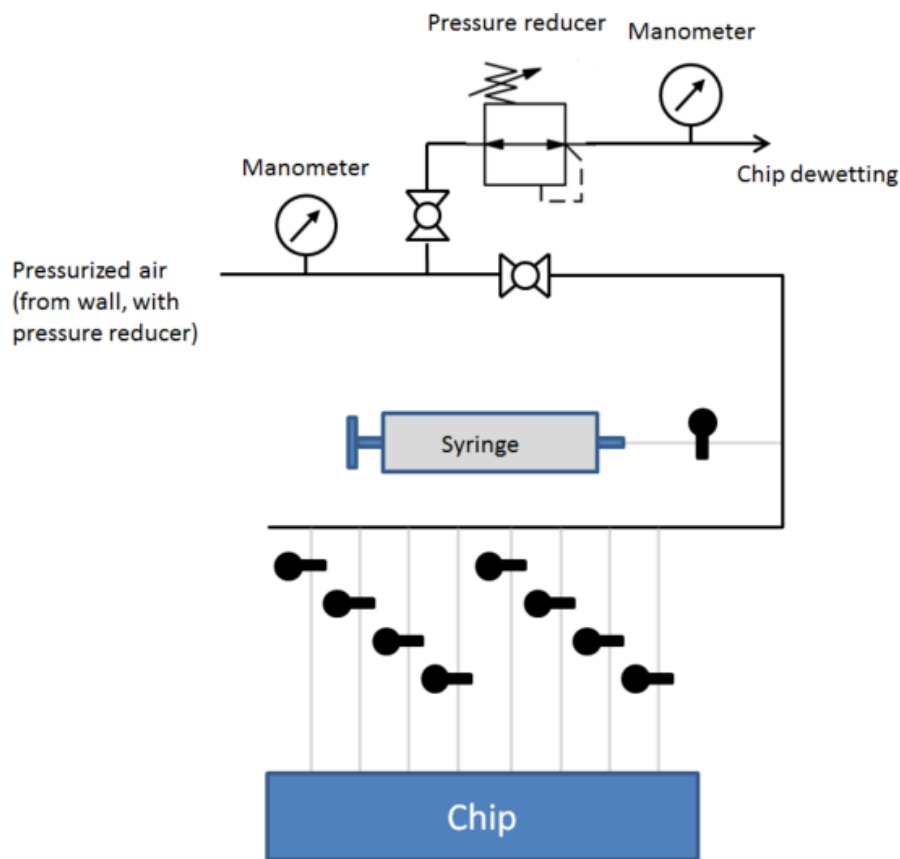 Pressure reducer
Manometer
Manometer
Chip dewetting
Pressurized air
(from wall, with
pressure reducer)
Syringe
Chip